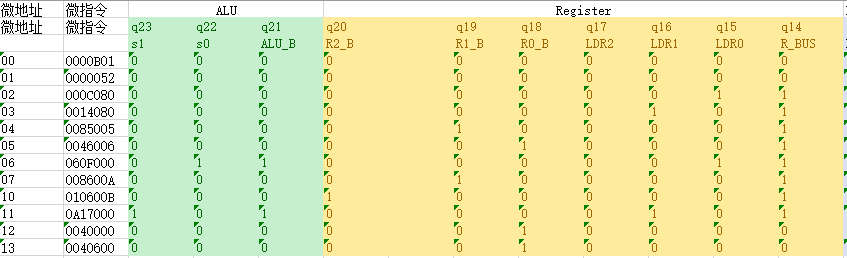 微地址 微指令 ALU Register
微地址 微指令 q23 q22 q21 q20 q19 q18 q17 q16 q15 q14
s1 s0 ALU_B R2_B R1_B R0_B LDR2 LDR1 LDR0 R_BUS
00 0000B01 0 0 0 0 0 0 0 0 0 0
01 0000052 0 0 0 0 0 0 0 0 0 0
02 000C080 0 0 0 0 0 0 0 0 1 1
03 0014080 0 0 0 0 0 0 0 1 0 1
04 0085005 0 0 0 0 1 0 0 0 0 1
05 0046006 0 0 0 0 0 1 0 0 0 1
06 060F000 0 1 1 0 0 0 0 0 1 1
07 008600A 0 0 0 0 1 0 0 0 0 1
10 010600B 0 0 0 1 0 0 0 0 0 1
11 0A17000 1 0 1 0 0 0 0 1 0 1
12 0040000 0 0 0 0 0 1 0 0 0 0
13 0040600 0 0 0 0 0 1 0 0 0 0